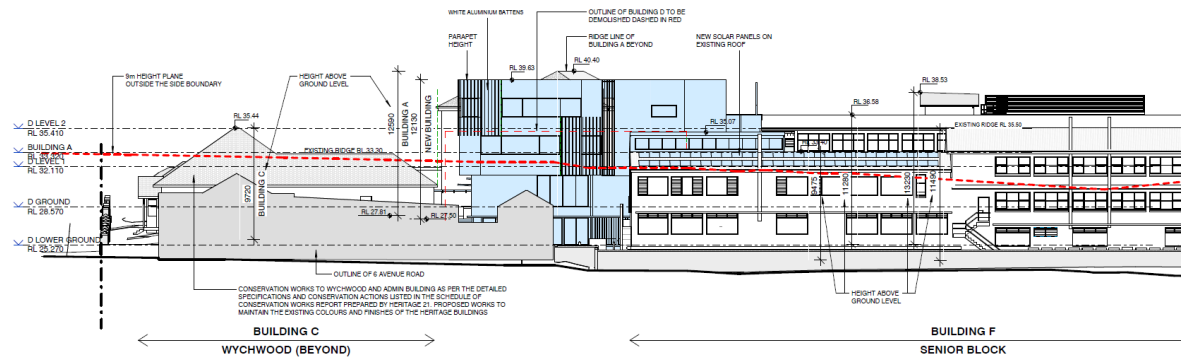 WHITE ALUMINIUM BATTENS
OUTLINE OF BUILDING D TO BE
DEMOLISHED DASHED IN RED
PARAPET
HEIGHT
RIDGE LINE OF
BUILDING A BEYOND
NEW SOLAR PANELS ON
EXISTING ROOF
9m HEIGHT PLANE
OUTSIDE THE SIDE BOUNDARY
HEIGHT ABOVE
GROUND LEVEL
RL 39.63
RL 40.40
RL 38.53
RL 36.58
RL 35.44
RL 35.07
D LEVEL 2
RL 35.410
BUILDING A
D LEVEL 1
RL 32.110
D GROUND
RL 28.570
D LOWER GROUND
RL 25.270
EXISTING RIDGE RL 33.30
EXISTING RIDGE RL 35.50
12590
BUILDING A
12130
NEW BUILDING
9720
BUILDING C
RL 27.81
RL 27.50
9475
11280
13230
11490
OUTLINE OF 6 AVENUE ROAD
CONSERVATION WORKS TO WYCHWOOD AND ADMIN BUILDING AS PER THE DETAILED
SPECIFICATIONS AND CONSERVATION ACTIONS LISTED IN THE SCHEDULE OF
CONSERVATION WORKS REPORT PREPARED BY HERITAGE 21. PROPOSED WORKS TO
MAINTAIN THE EXISTING COLOURS AND FINISHES OF THE HERITAGE BUILDINGS
HEIGHT ABOVE
GROUND LEVEL
BUILDING C
WYCHWOOD (BEYOND)
BUILDING F
SENIOR BLOCK